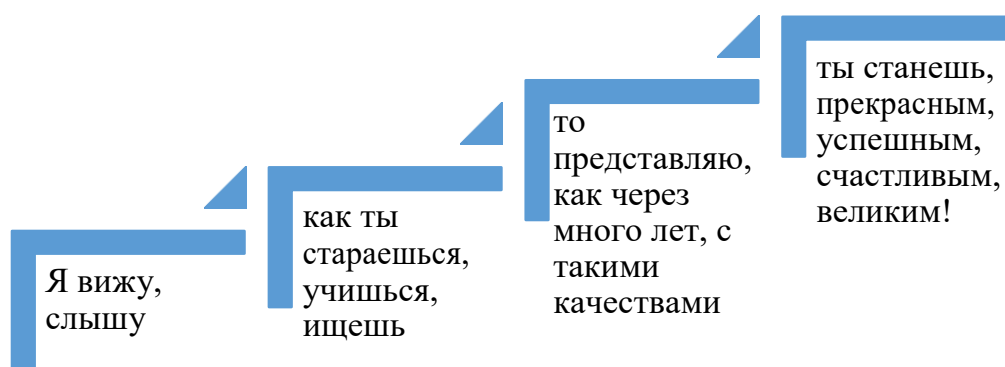 Я вижу,
слышу
как ты
стараешься,
учишься,
ищешь
то
представляю,
как через
много лет, с
такими
качествами
ты станешь,
прекрасным,
успешным,
счастливым,
великим!